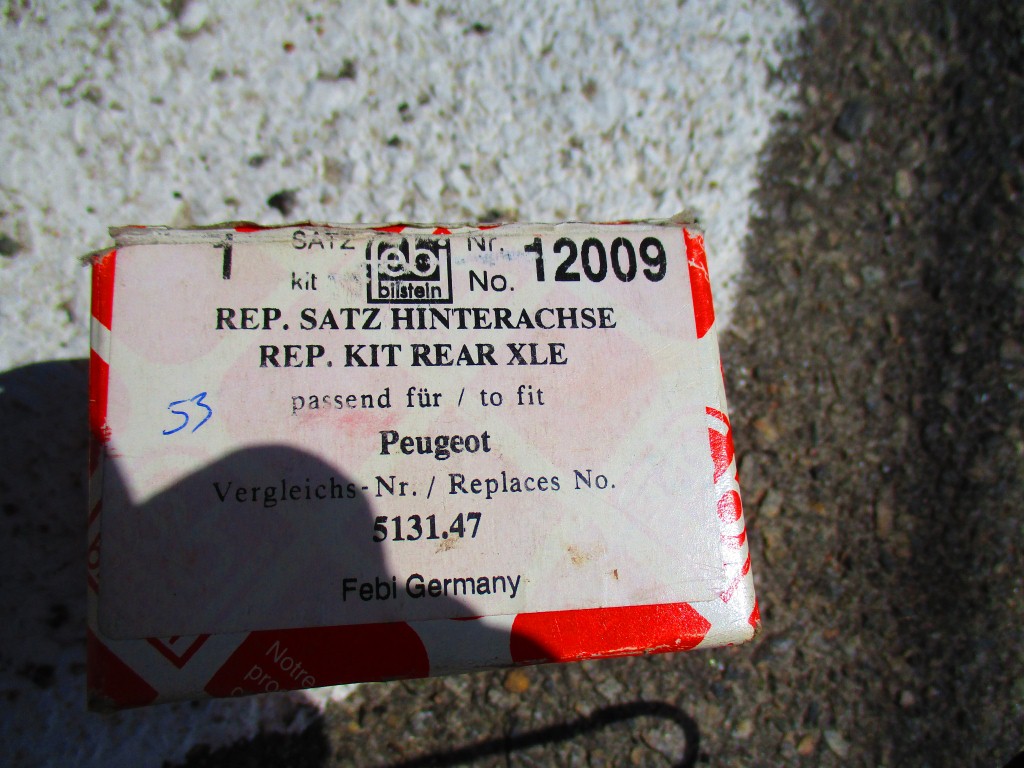 1 SATZ febi Nr. 12009
kit bilstein No.
REP. SATZ HINTERACHSE
REP. KIT REAR XLE
passend für / to fit
53
Peugeot
Vergleichs-Nr. / Replaces No.
5131.47
Febi Germany
Notre